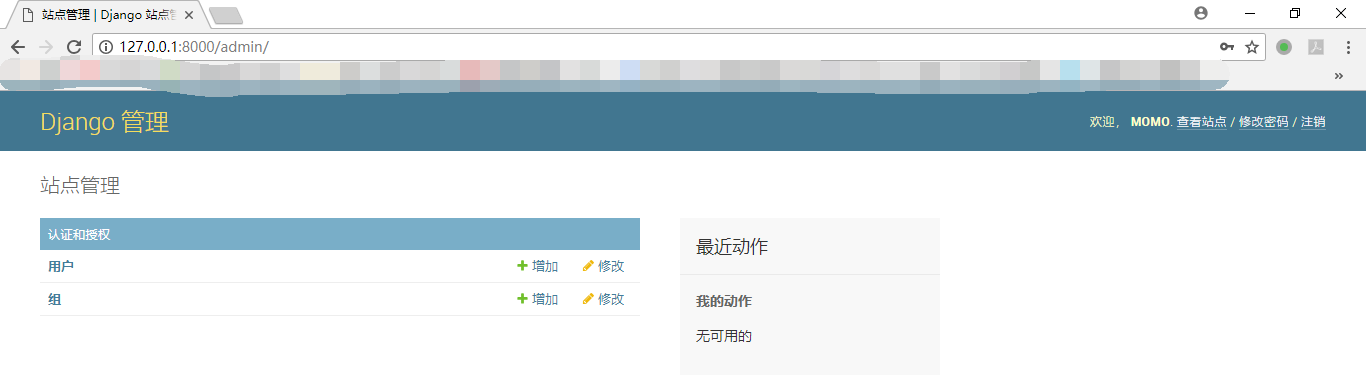 站点管理 | Django 站点
127.0.0.1:8000/admin/
Django 管理
欢迎， MOMO. 查看站点 / 修改密码 / 注销
站点管理
认证和授权
用户 增加 修改
组 增加 修改
最近动作
我的动作
无可用的